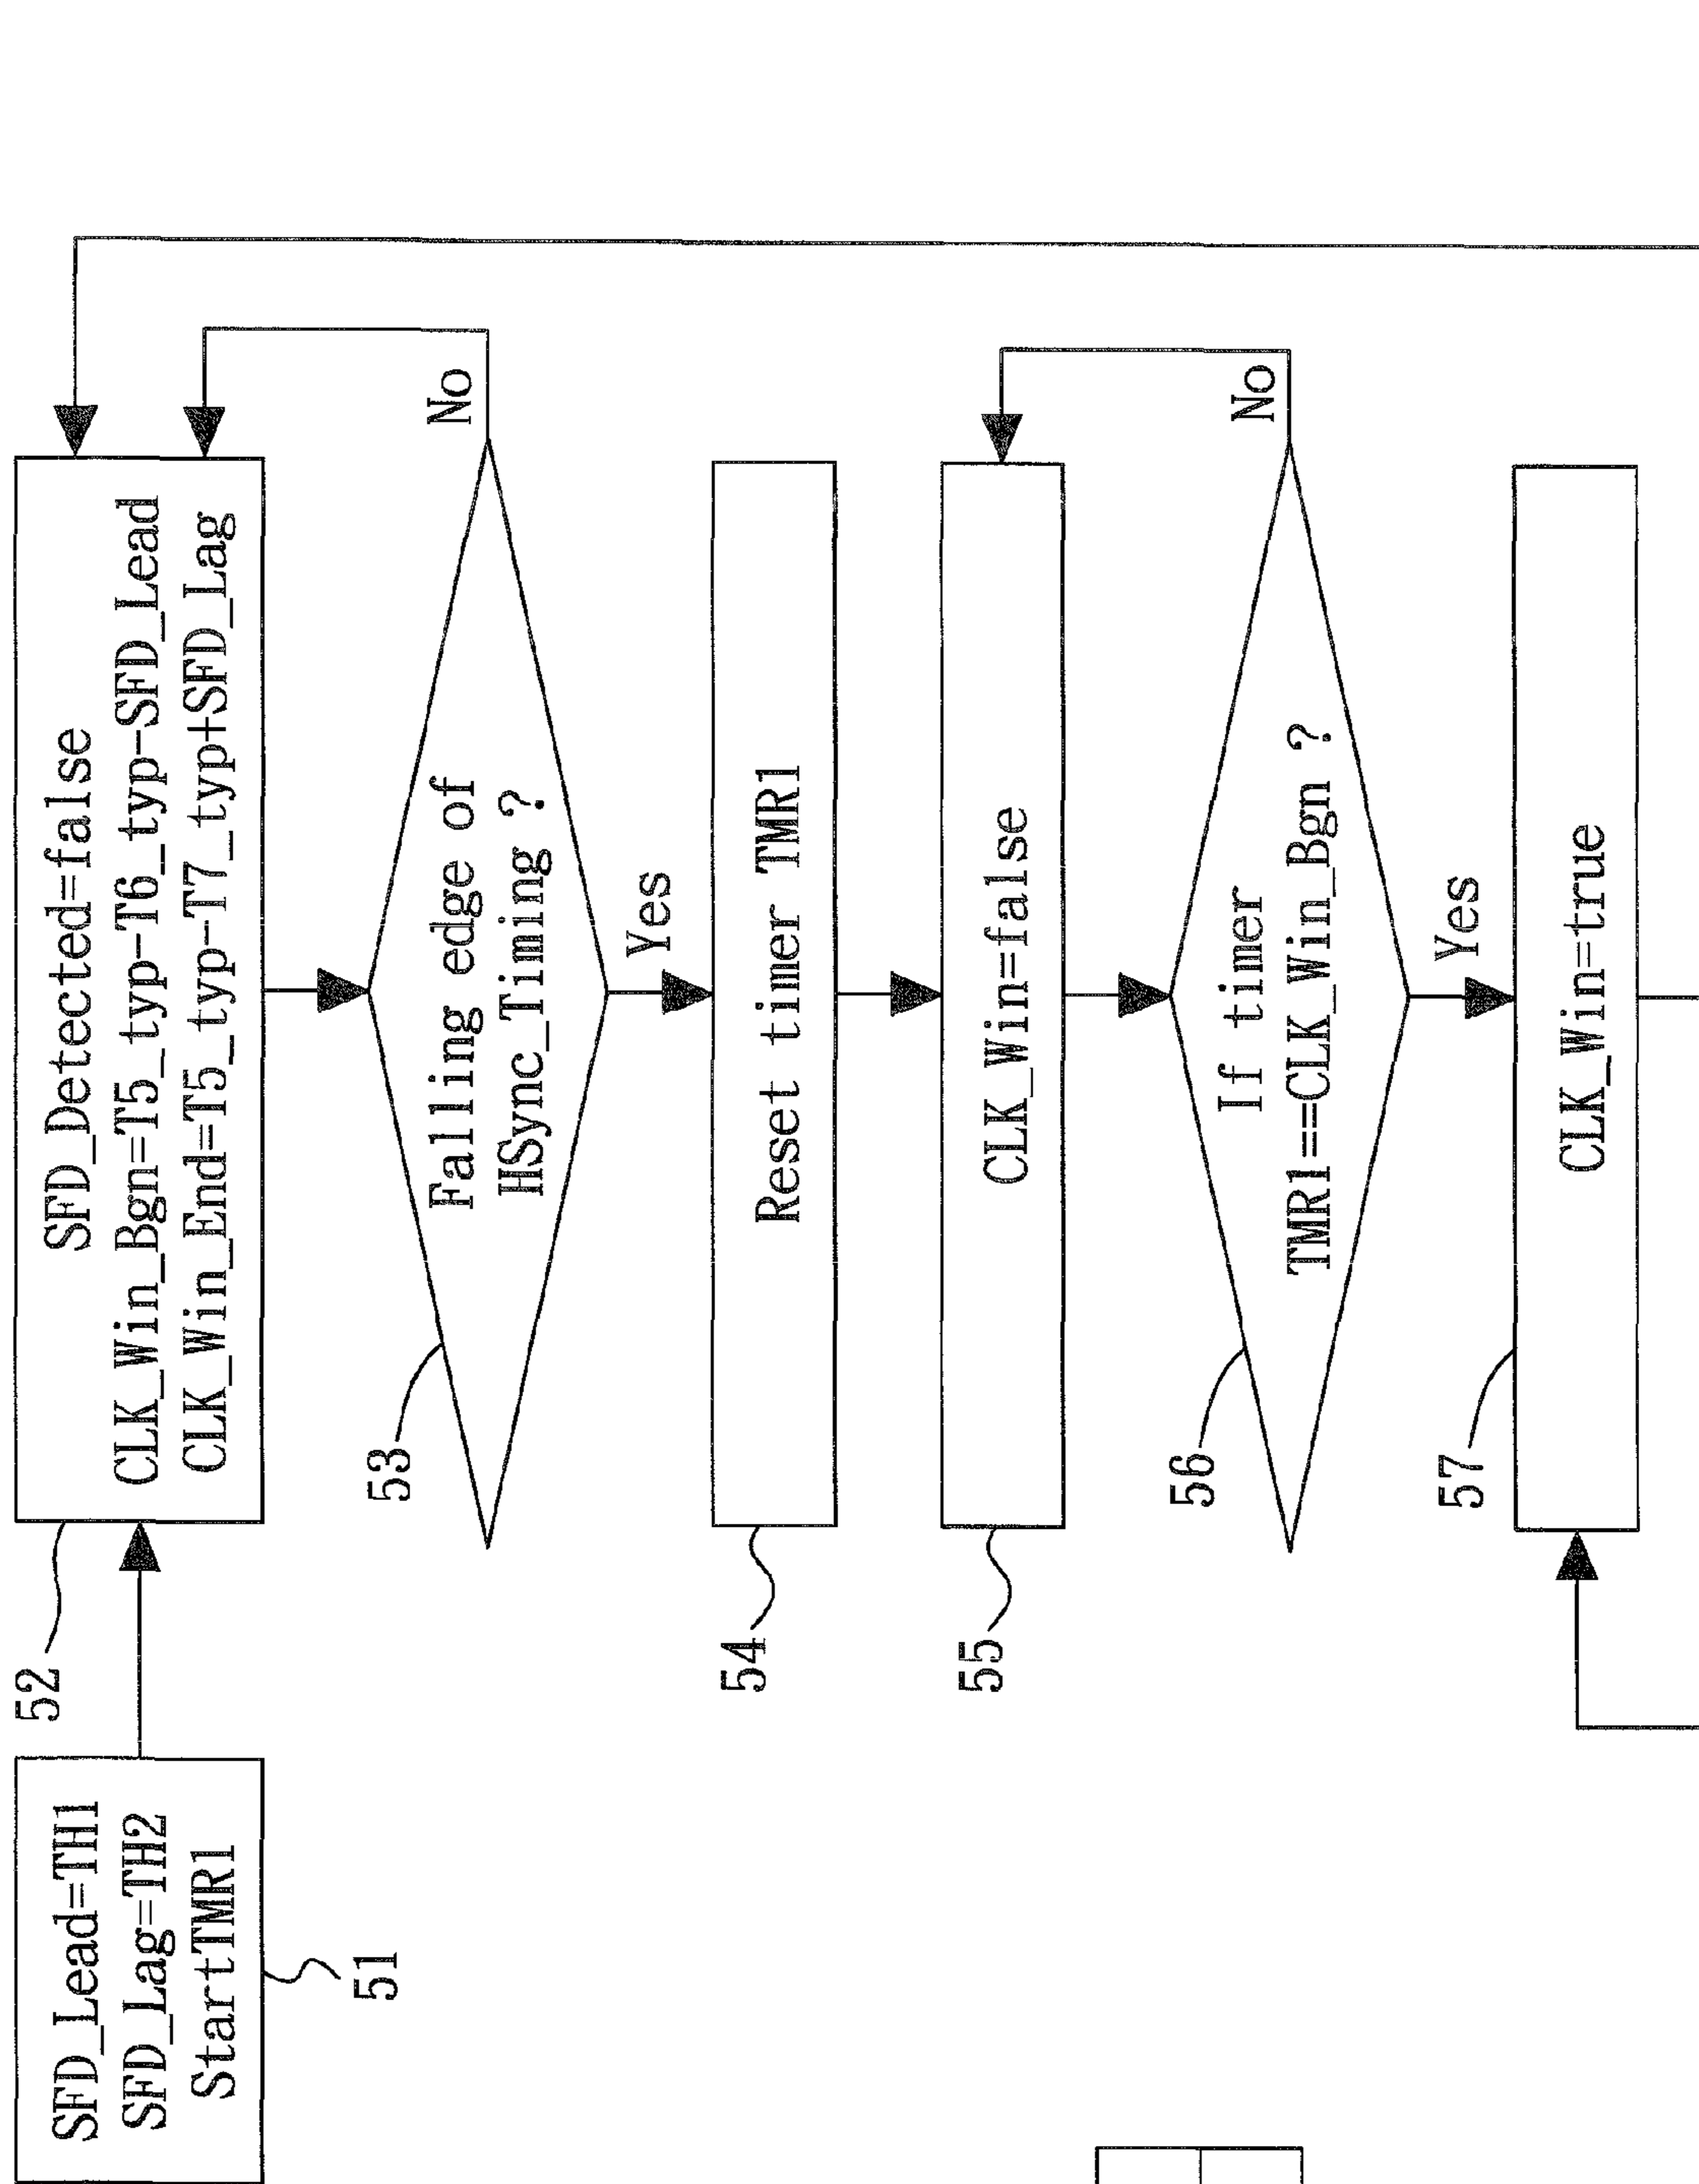 SFD_Lead=TH1
SFD_Lag=TH2
StartTMR1
51
52
SFD_Detected=false
CLK_Win_Bgn=T5_typ-T6_typ-SFD_Lead
CLK_Win_End=T5_typ-T7_typ+SFD_Lag
53
Falling edge of
HSync_Timing ?
No
Yes
54
Reset timer TMR1
55
CLK_Win=false
56
If timer
TMR1==CLK_Win_Bgn ?
No
Yes
57
CLK_Win=true